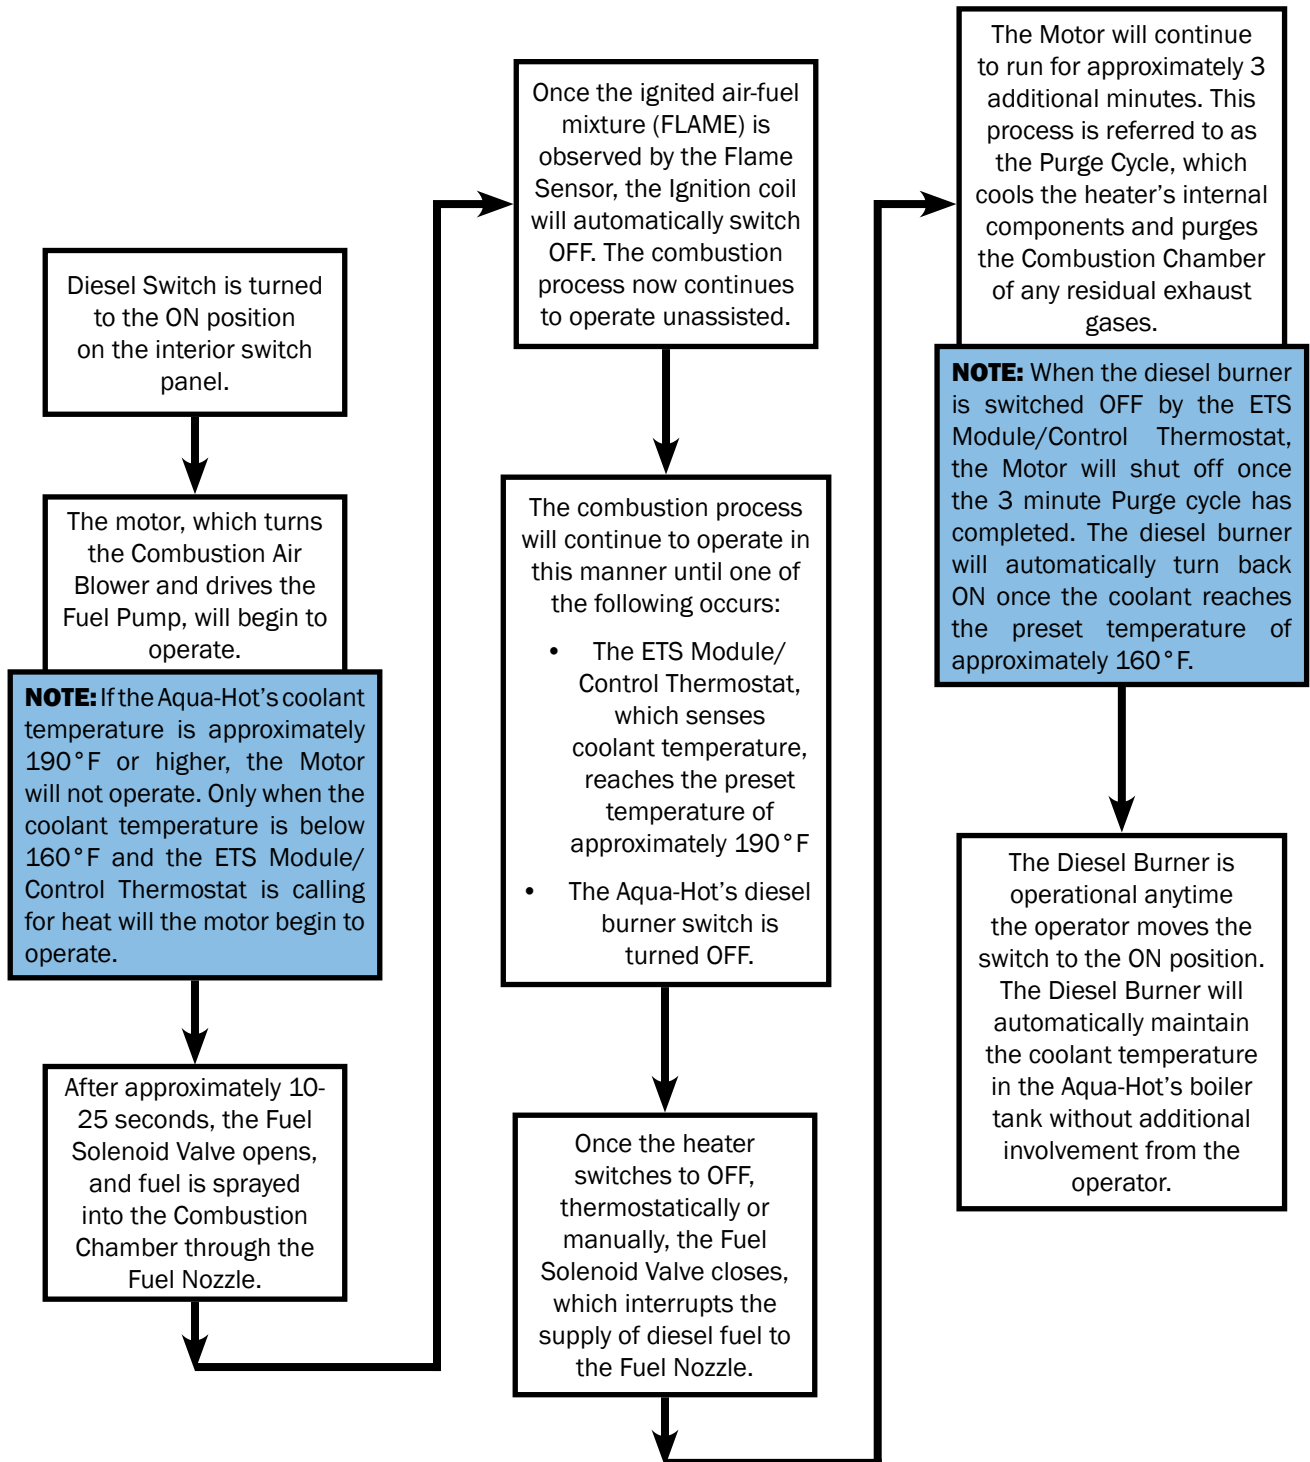 Diesel Switch is turned
to the ON position
on the interior switch
panel.
The motor, which turns
the Combustion Air
Blower and drives the
Fuel Pump, will begin to
operate.
NOTE: If the Aqua-Hot's coolant
temperature is approximately
190°F or higher, the Motor
will not operate. Only when the
coolant temperature is below
160°F and the ETS Module/
Control Thermostat is calling
for heat will the motor begin to
operate.
After approximately 10-
25 seconds, the Fuel
Solenoid Valve opens,
and fuel is sprayed
into the Combustion
Chamber through the
Fuel Nozzle.
Once the ignited air-fuel
mixture (FLAME) is
observed by the Flame
Sensor, the Ignition coil
will automatically switch
OFF. The combustion
process now continues
to operate unassisted.
The combustion process
will continue to operate in
this manner until one of
the following occurs:
• The ETS Module/
Control Thermostat,
which senses
coolant temperature,
reaches the preset
temperature of
approximately 190°F
• The Aqua-Hot's diesel
burner switch is
turned OFF.
Once the heater
switches to OFF,
thermostatically or
manually, the Fuel
Solenoid Valve closes,
which interrupts the
supply of diesel fuel to
the Fuel Nozzle.
The Motor will continue
to run for approximately 3
additional minutes. This
process is referred to as
the Purge Cycle, which
cools the heater's internal
components and purges
the Combustion Chamber
of any residual exhaust
gases.
NOTE: When the diesel burner
is switched OFF by the ETS
Module/Control Thermostat,
the Motor will shut off once
the 3 minute Purge cycle has
completed. The diesel burner
will automatically turn back
ON once the coolant reaches
the preset temperature of
approximately 160°F.
The Diesel Burner is
operational anytime
the operator moves the
switch to the ON position.
The Diesel Burner will
automatically maintain
the coolant temperature
in the Aqua-Hot's boiler
tank without additional
involvement from the
operator.